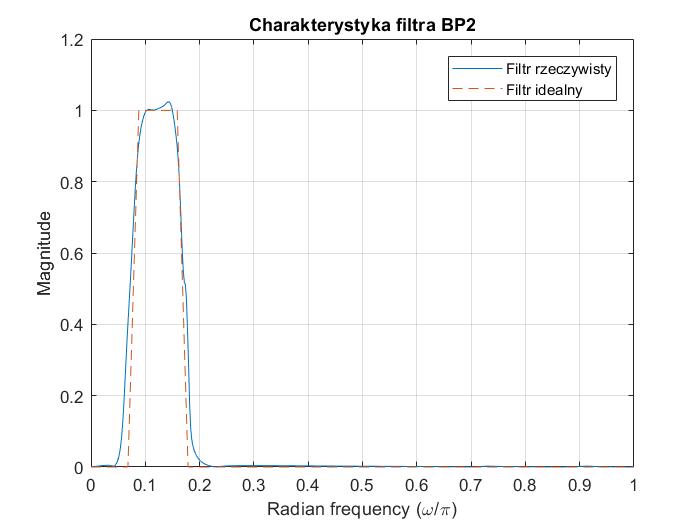 Charakterystyka filtra BP2
Filtr rzeczywisty
Filtr idealny
1.2
1
0.8
0.6
0.4
0.2
0
Magnitude
0 0.1 0.2 0.3 0.4 0.5 0.6 0.7 0.8 0.9 1
Radian frequency (ω/π)